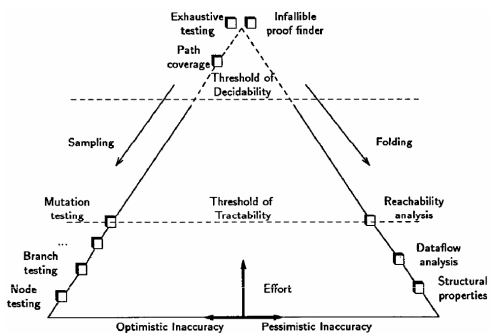 Exhaustive
testing
Infallible
proof finder
Path
coverage
Threshold of
Decidability
Sampling
Folding
Mutation
testing
Threshold of
Tractability
Reachability
analysis
...
Branch
testing
Dataflow
analysis
Node
testing
Effort
Structural
properties
Optimistic Inaccuracy
Pessimistic Inaccuracy